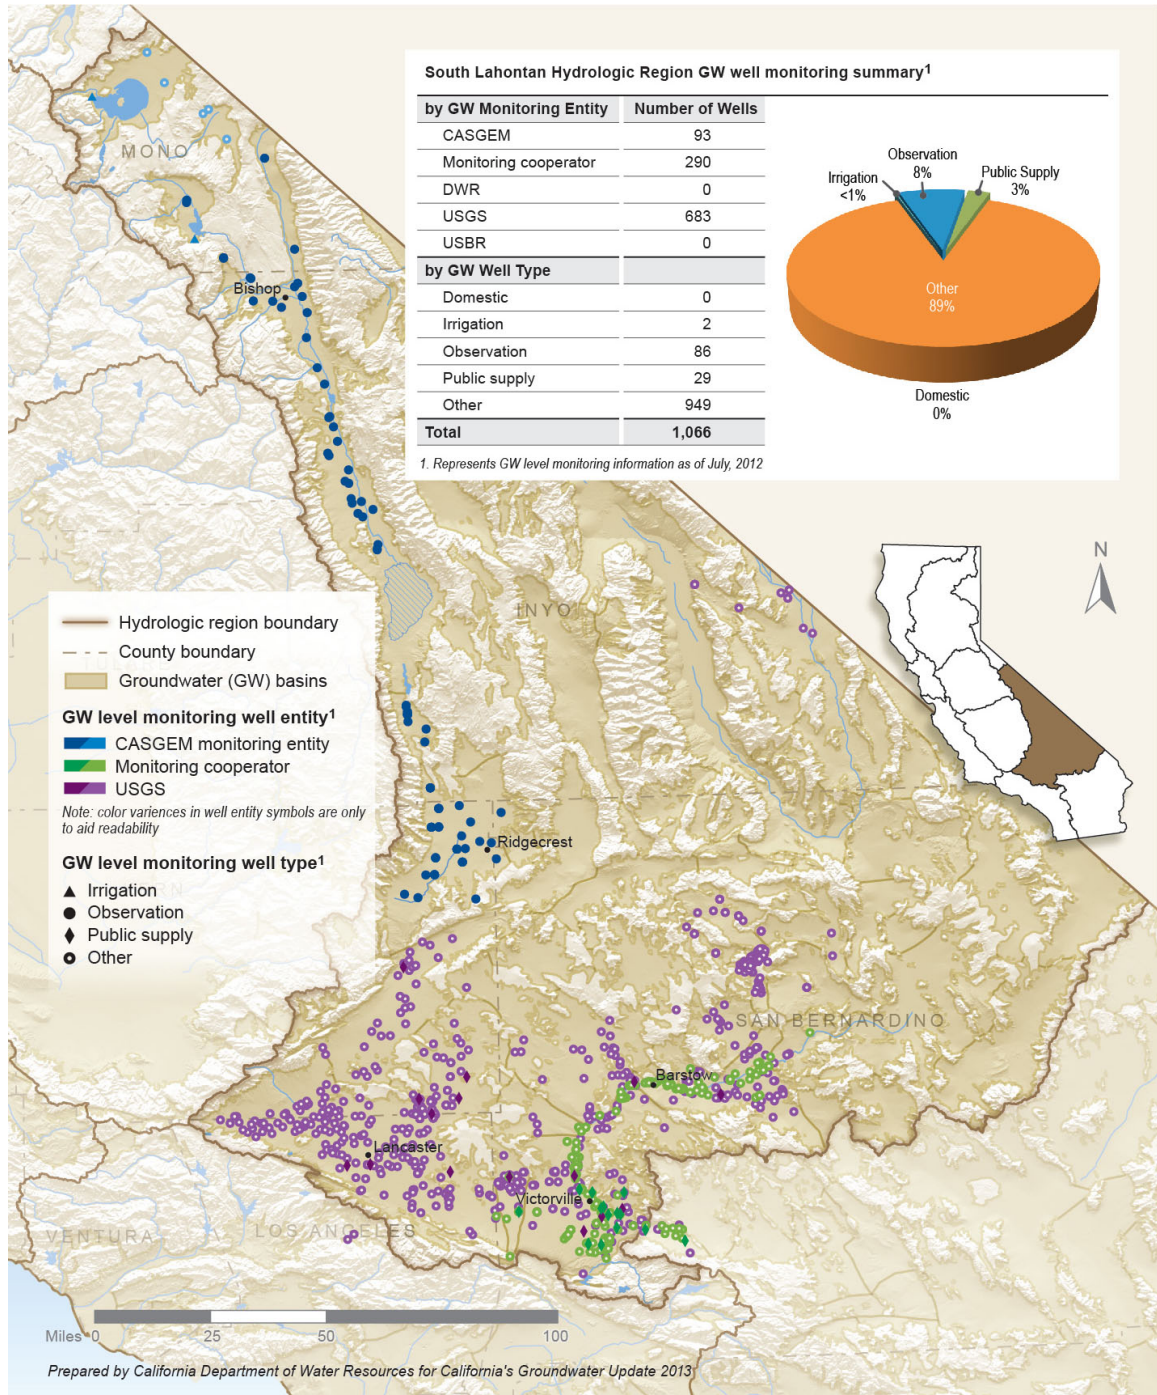 South Lahontan Hydrologic Region GW well monitoring summary¹
by GW Monitoring Entity Number of Wells
CASGEM 93
Monitoring cooperator 290
DWR 0
USGS 683
USBR 0
by GW Well Type
Domestic 0
Irrigation 2
Observation 86
Public supply 29
Other 949
Total 1,066
1. Represents GW level monitoring information as of July, 2012
Observation
8%
Public Supply
3%
Irrigation
<1%
Other
89%
Domestic
0%
MONO
Bishop
INYO
N
Hydrologic region boundary
County boundary
Groundwater (GW) basins
GW level monitoring well entity¹
CASGEM monitoring entity
Monitoring cooperator
USGS
Note: color variances in well entity symbols are only
to aid readability
GW level monitoring well type¹
Irrigation
Observation
Public supply
Other
Ridgecrest
SAN BERNARDINO
Barstow
Lancaster
Victorville
VENTURA
LOS ANGELES
Miles 0 25 50 100
Prepared by California Department of Water Resources for California's Groundwater Update 2013